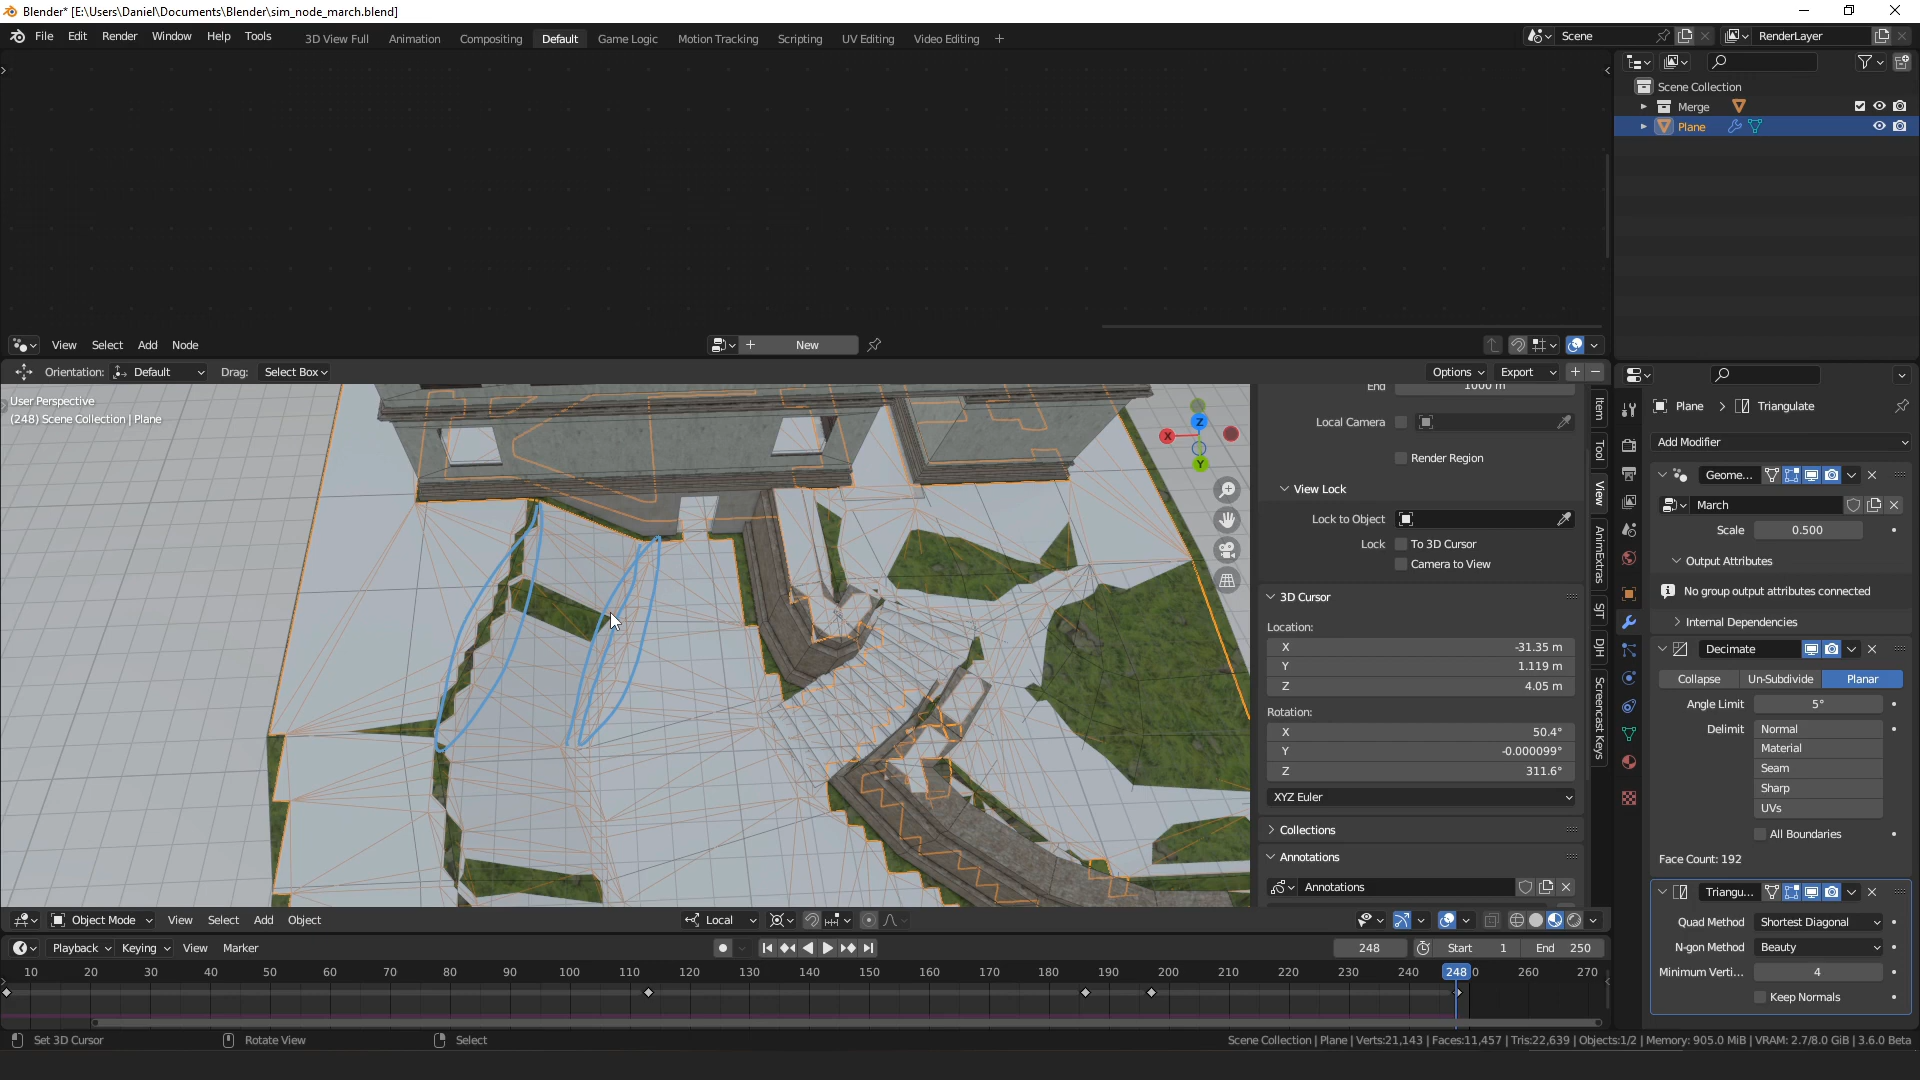 Blender* [E:\Users\Daniel\Documents\Blender\sim_node_march.blend]
File Edit Render Window Help Tools 3D View Full Animation Compositing Default Game Logic Motion Tracking Scripting UV Editing Video Editing + Scene RenderLayer
Scene Collection
Merge
Plane
View Select Add Node + New
Orientation: Default Drag: Select Box Options Export
User Perspective
(248) Scene Collection | Plane
X
Z
Y
End 1000 m
Local Camera
Render Region
View Lock
Lock to Object
Lock To 3D Cursor
Camera to View
3D Cursor
Location:
X -31.35 m
Y 1.119 m
Z 4.05 m
Rotation:
X 50.4°
Y -0.000099°
Z 311.6°
XYZ Euler
Collections
Annotations
Annotations
Item
Tool
View
AnimExtras
SJT
DJH
Screencast Keys
Plane > Triangulate
Add Modifier
Geome...
March
Scale 0.500
Output Attributes
No group output attributes connected
Internal Dependencies
Decimate
Collapse Un-Subdivide Planar
Angle Limit 5°
Delimit Normal
Material
Seam
Sharp
UVs
All Boundaries
Face Count: 192
Triangu...
Quad Method Shortest Diagonal
N-gon Method Beauty
Minimum Verti... 4
Keep Normals
Object Mode View Select Add Object Local
Playback Keying View Marker 248 Start 1 End 250
10 20 30 40 50 60 70 80 90 100 110 120 130 140 150 160 170 180 190 200 210 220 230 240 248 260 270
Set 3D Cursor Rotate View Select Scene Collection | Plane | Verts:21,143 | Faces:11,457 | Tris:22,639 | Objects:1/2 | Memory: 905.0 MiB | VRAM: 2.7/8.0 GiB | 3.6.0 Beta